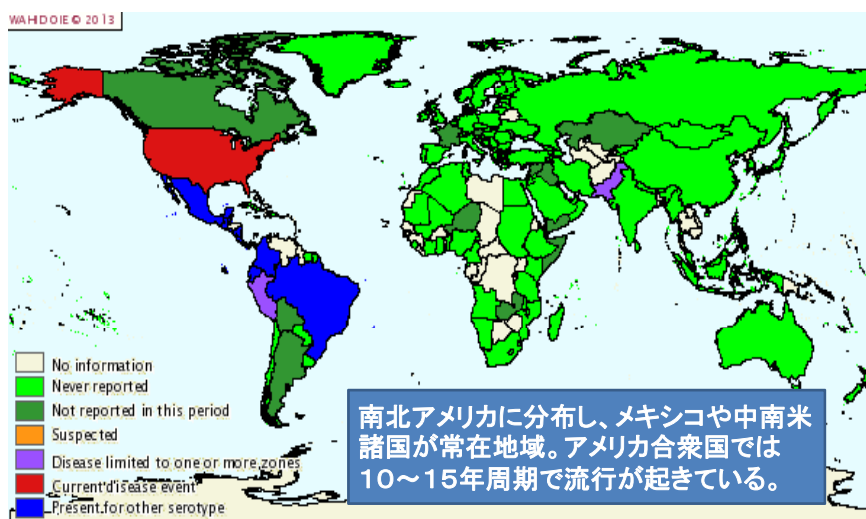 WAHIDOIE © 2013
No information
Never reported
Not reported in this period
Suspected
Disease limited to one or more zones
Current disease event
Present for other serotype
南北アメリカに分布し、メキシコや中南米
諸国が常在地域。アメリカ合衆国では
１０～１５年周期で流行が起きている。